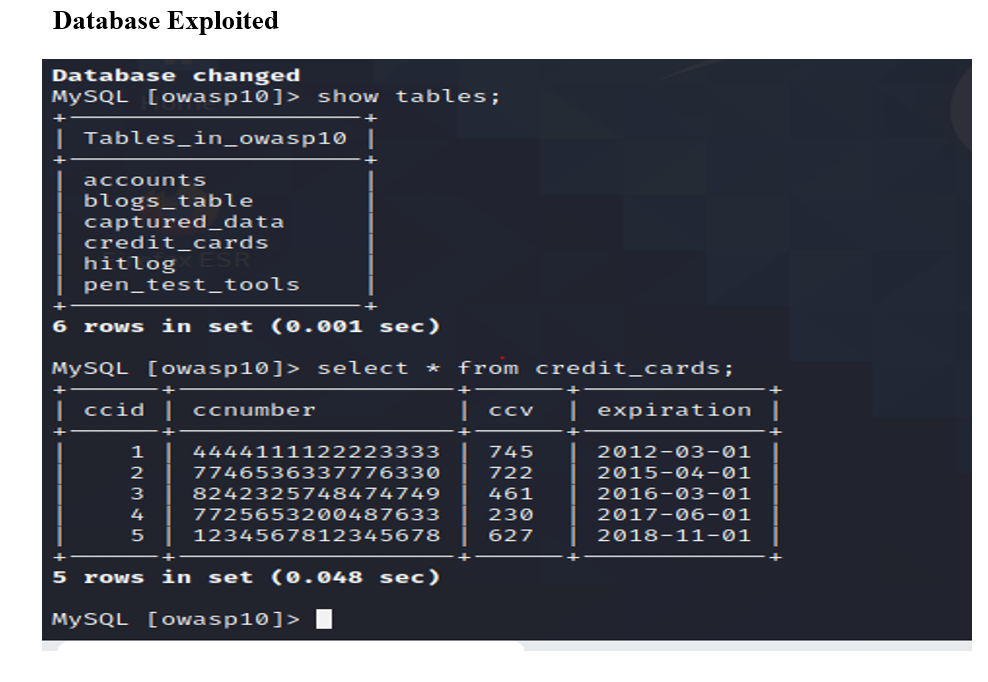 Database Exploited
Database changed
MySQL [owasp10]> show tables;
+-------------------+
| Tables_in_owasp10 |
+-------------------+
| accounts          |
| blogs_table       |
| captured_data     |
| credit_cards      |
| hitlog            |
| pen_test_tools    |
+-------------------+
6 rows in set (0.001 sec)
MySQL [owasp10]> select * from credit_cards;
+------+------------------+------+------------+
| ccid | ccnumber         | ccv  | expiration |
+------+------------------+------+------------+
|    1 | 4444111122223333 | 745  | 2012-03-01 |
|    2 | 7746536337776330 | 722  | 2015-04-01 |
|    3 | 8242325748474749 | 461  | 2016-03-01 |
|    4 | 7725653200487633 | 230  | 2017-06-01 |
|    5 | 1234567812345678 | 627  | 2018-11-01 |
+------+------------------+------+------------+
5 rows in set (0.048 sec)
MySQL [owasp10]>